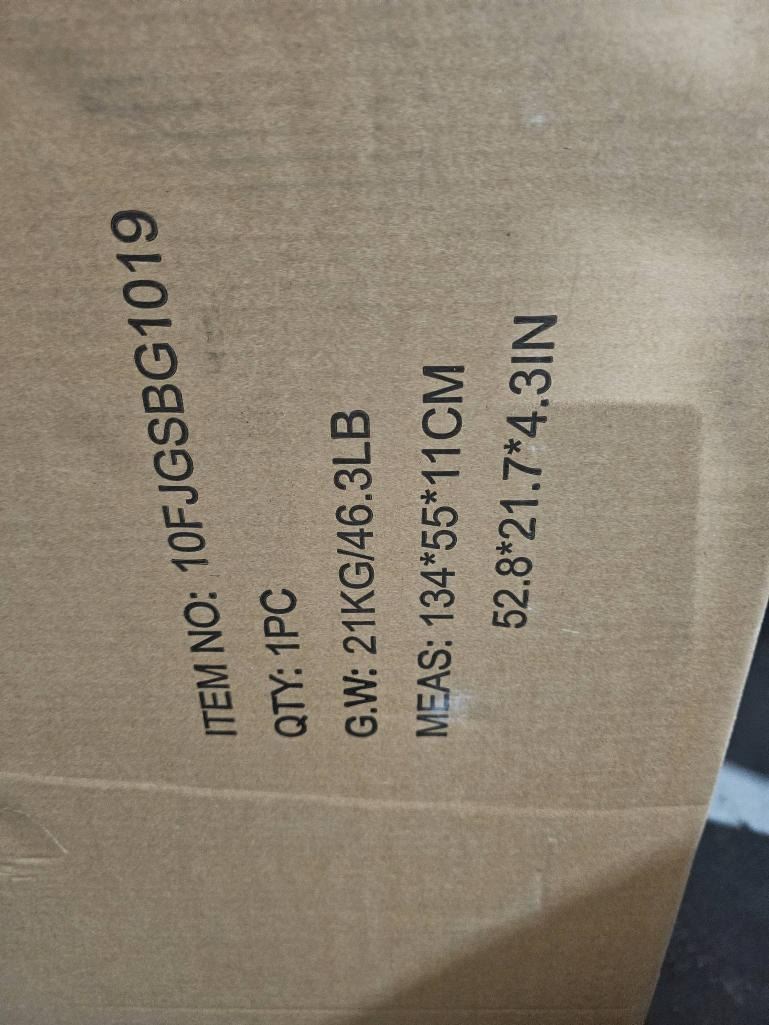 ITEM NO: 10FJGSBG1019
QTY: 1PC
G.W: 21KG/46.3LB
MEAS: 134*55*11CM
52.8*21.7*4.3IN